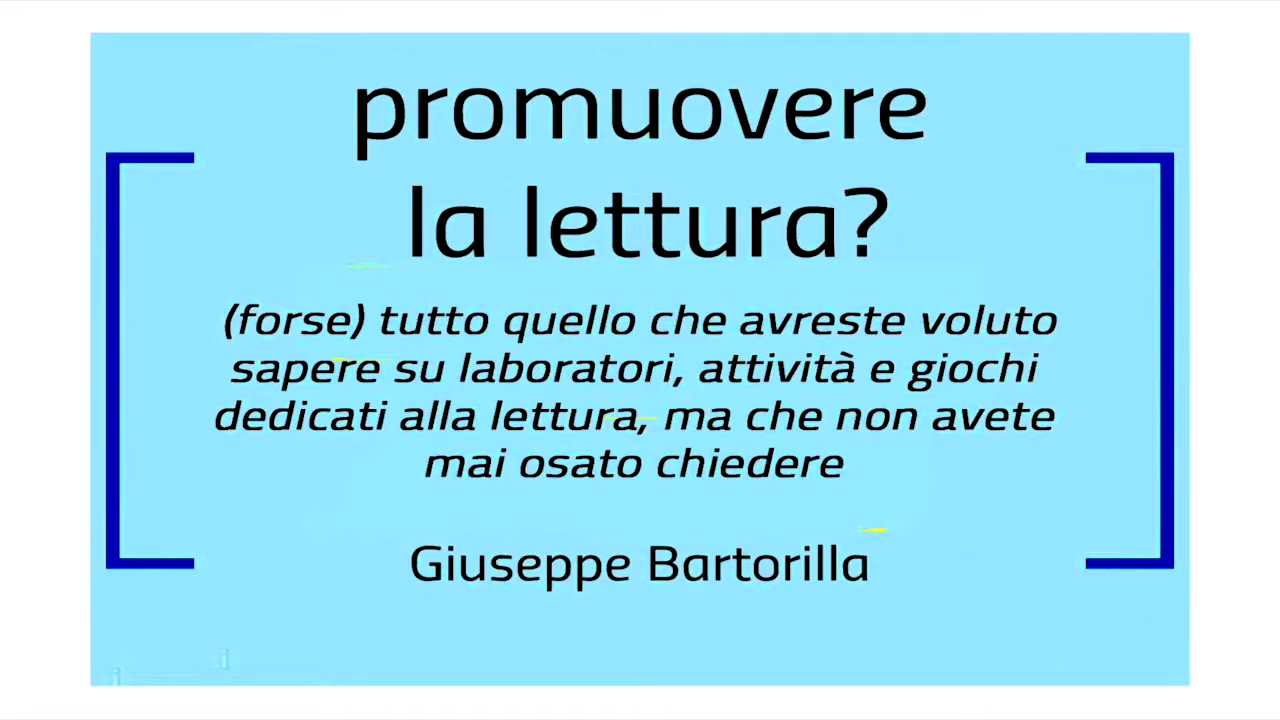 promuovere
la lettura?
(forse) tutto quello che avreste voluto
sapere su laboratori, attività e giochi
dedicati alla lettura, ma che non avete
mai osato chiedere
Giuseppe Bartorilla